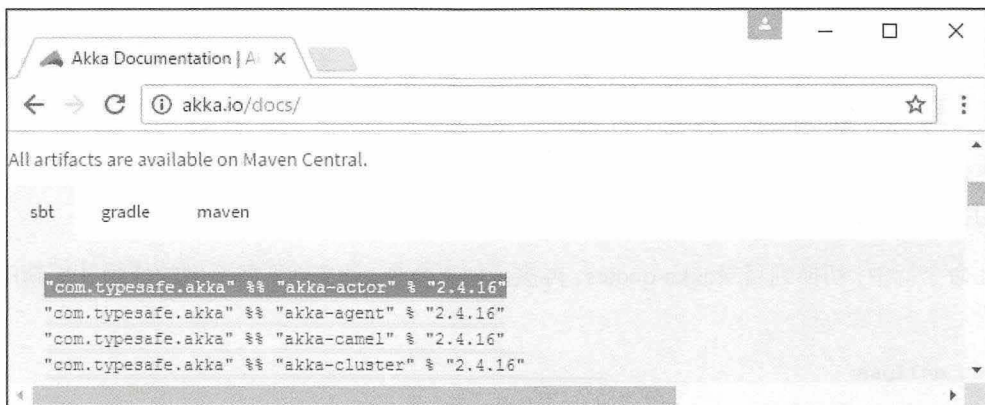 Akka Documentation | A
akka.io/docs/
All artifacts are available on Maven Central.
sbt gradle maven
"com.typesafe.akka" %% "akka-actor" % "2.4.16"
"com.typesafe.akka" %% "akka-agent" % "2.4.16"
"com.typesafe.akka" %% "akka-camel" % "2.4.16"
"com.typesafe.akka" %% "akka-cluster" % "2.4.16"